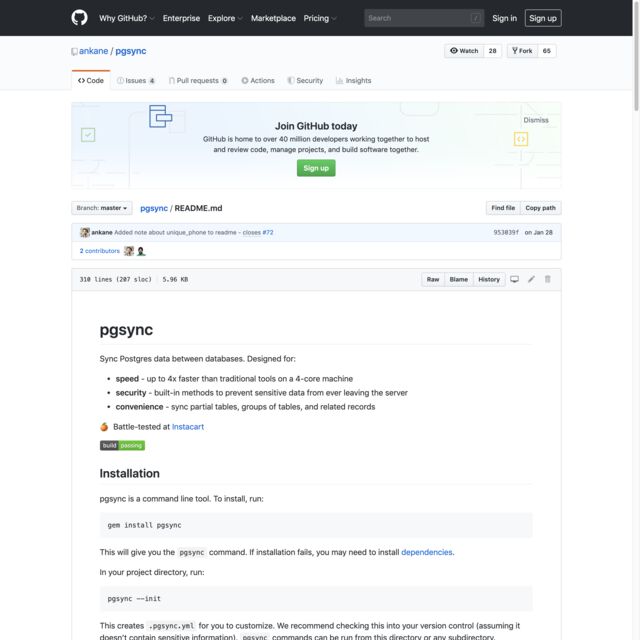 Why GitHub? Enterprise Explore Marketplace Pricing Search / Sign in Sign up
ankane / pgsync Watch 28 Fork 65
Code Issues 4 Pull requests 0 Actions Security Insights
Join GitHub today
Dismiss
GitHub is home to over 40 million developers working together to host
and review code, manage projects, and build software together.
Sign up
Branch: master pgsync / README.md Find file Copy path
ankane Added note about unique_phone to readme - closes #72 953039f on Jan 28
2 contributors
310 lines (207 sloc) 5.96 KB Raw Blame History
pgsync
Sync Postgres data between databases. Designed for:
• speed - up to 4x faster than traditional tools on a 4-core machine
• security - built-in methods to prevent sensitive data from ever leaving the server
• convenience - sync partial tables, groups of tables, and related records
🍊 Battle-tested at Instacart
build passing
Installation
pgsync is a command line tool. To install, run:
gem install pgsync
This will give you the pgsync command. If installation fails, you may need to install dependencies.
In your project directory, run:
pgsync --init
This creates .pgsync.yml for you to customize. We recommend checking this into your version control (assuming it
doesn't contain sensitive information). pgsync commands can be run from this directory or any subdirectory.